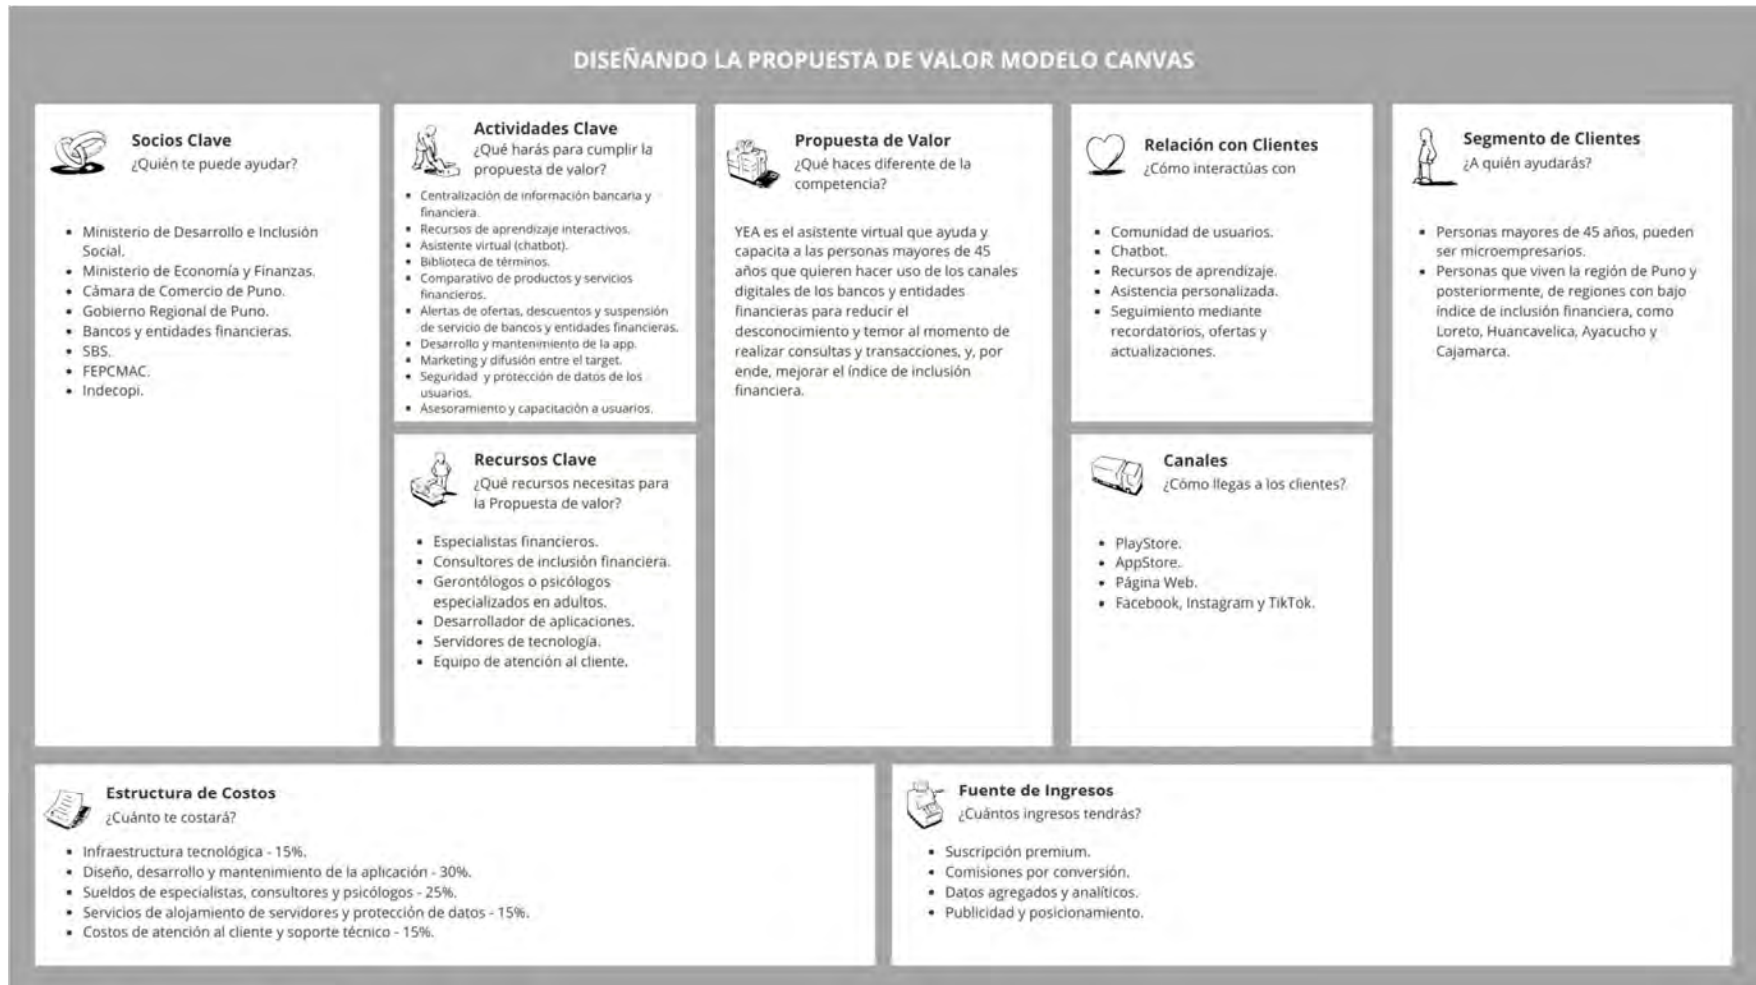 DISEÑANDO LA PROPUESTA DE VALOR MODELO CANVAS
Socios Clave
¿Quién te puede ayudar?
• Ministerio de Desarrollo e Inclusión
Social.
• Ministerio de Economía y Finanzas.
• Cámara de Comercio de Puno.
• Gobierno Regional de Puno.
• Bancos y entidades financieras.
• SBS.
• FEPCMAC.
• Indecopi.
Actividades Clave
¿Qué harás para cumplir la
propuesta de valor?
• Centralización de información bancaria y
financiera.
• Recursos de aprendizaje interactivos.
• Asistente virtual (chatbot).
• Biblioteca de términos.
• Comparativo de productos y servicios
financieros.
• Alertas de ofertas, descuentos y suspensión
de servicio de bancos y entidades financieras.
• Desarrollo y mantenimiento de la app.
• Marketing y difusión entre el target.
• Seguridad y protección de datos de los
usuarios.
• Asesoramiento y capacitación a usuarios.
Recursos Clave
¿Qué recursos necesitas para
la Propuesta de valor?
• Especialistas financieros.
• Consultores de inclusión financiera.
• Gerontólogos o psicólogos
especializados en adultos.
• Desarrollador de aplicaciones.
• Servidores de tecnología.
• Equipo de atención al cliente.
Propuesta de Valor
¿Qué haces diferente de la
competencia?
YEA es el asistente virtual que ayuda y
capacita a las personas mayores de 45
años que quieren hacer uso de los canales
digitales de los bancos y entidades
financieras para reducir el
desconocimiento y temor al momento de
realizar consultas y transacciones, y, por
ende, mejorar el índice de inclusión
financiera.
Relación con Clientes
¿Cómo interactúas con
• Comunidad de usuarios.
• Chatbot.
• Recursos de aprendizaje.
• Asistencia personalizada.
• Seguimiento mediante
recordatorios, ofertas y
actualizaciones.
Canales
¿Cómo llegas a los clientes?
• PlayStore.
• AppStore.
• Página Web.
• Facebook, Instagram y TikTok.
Segmento de Clientes
¿A quién ayudarás?
• Personas mayores de 45 años, pueden
ser microempresarios.
• Personas que viven la región de Puno y
posteriormente, de regiones con bajo
índice de inclusión financiera, como
Loreto, Huancavelica, Ayacucho y
Cajamarca.
Estructura de Costos
¿Cuánto te costará?
• Infraestructura tecnológica - 15%.
• Diseño, desarrollo y mantenimiento de la aplicación - 30%.
• Sueldos de especialistas, consultores y psicólogos - 25%.
• Servicios de alojamiento de servidores y protección de datos - 15%.
• Costos de atención al cliente y soporte técnico - 15%.
Fuente de Ingresos
¿Cuántos ingresos tendrás?
• Suscripción premium.
• Comisiones por conversión.
• Datos agregados y analíticos.
• Publicidad y posicionamiento.